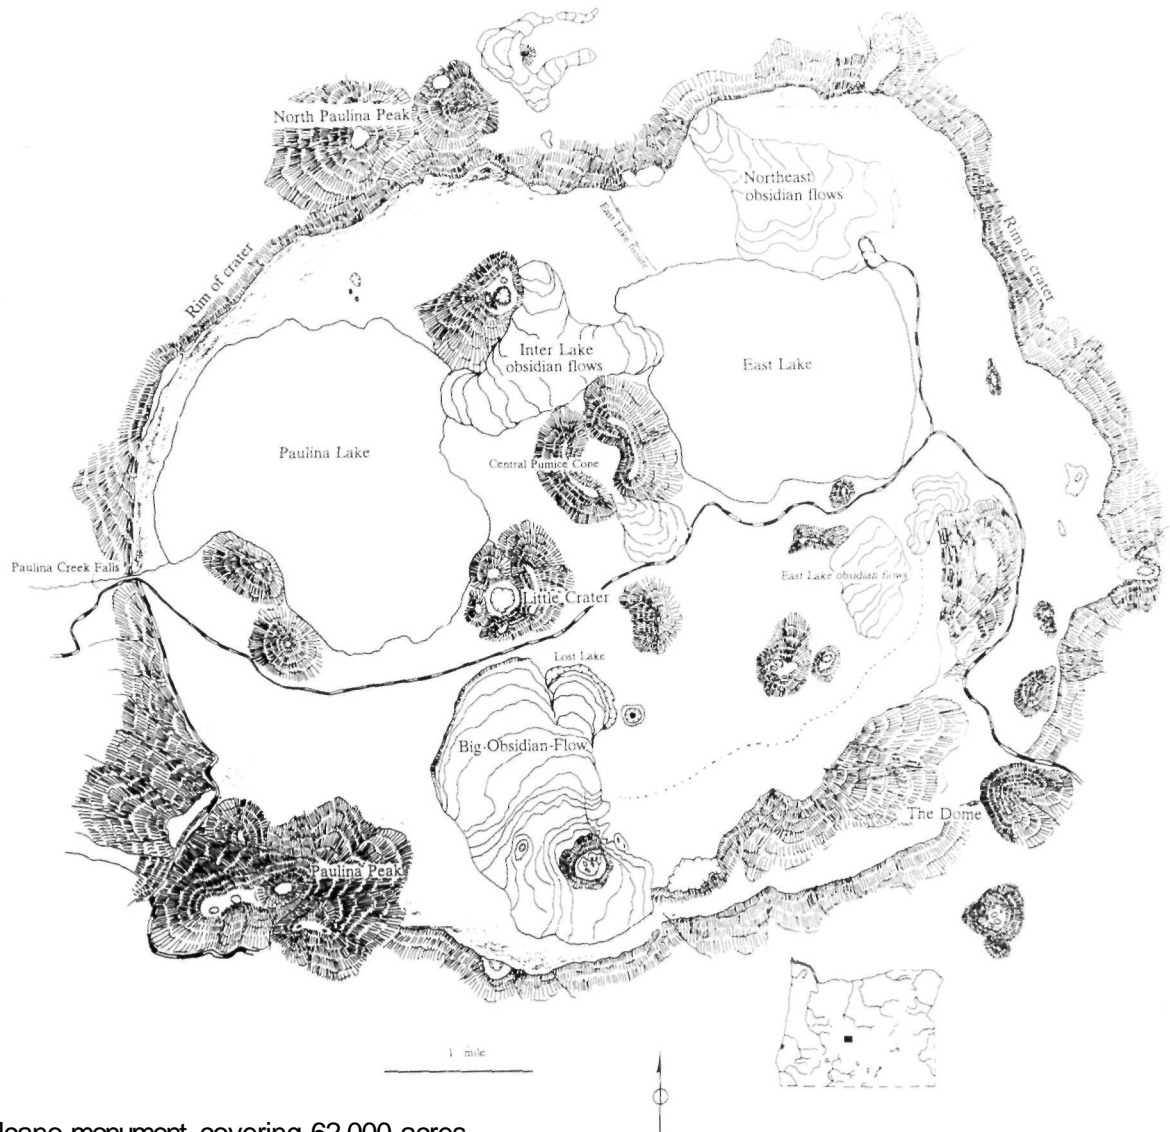 North Paulina Peak
Northeast
obsidian flows
East Lake fissure
Rim of crater
Rim of crater
Inter Lake
obsidian flows
East Lake
Paulina Lake
Central Pumice Cone
Paulina Creek Falls
East Lake obsidian flows
Little Crater
Lost Lake
Big-Obsidian-Flow
The Dome
Paulina Peak
1 mile
monument, covering 62,000 acres